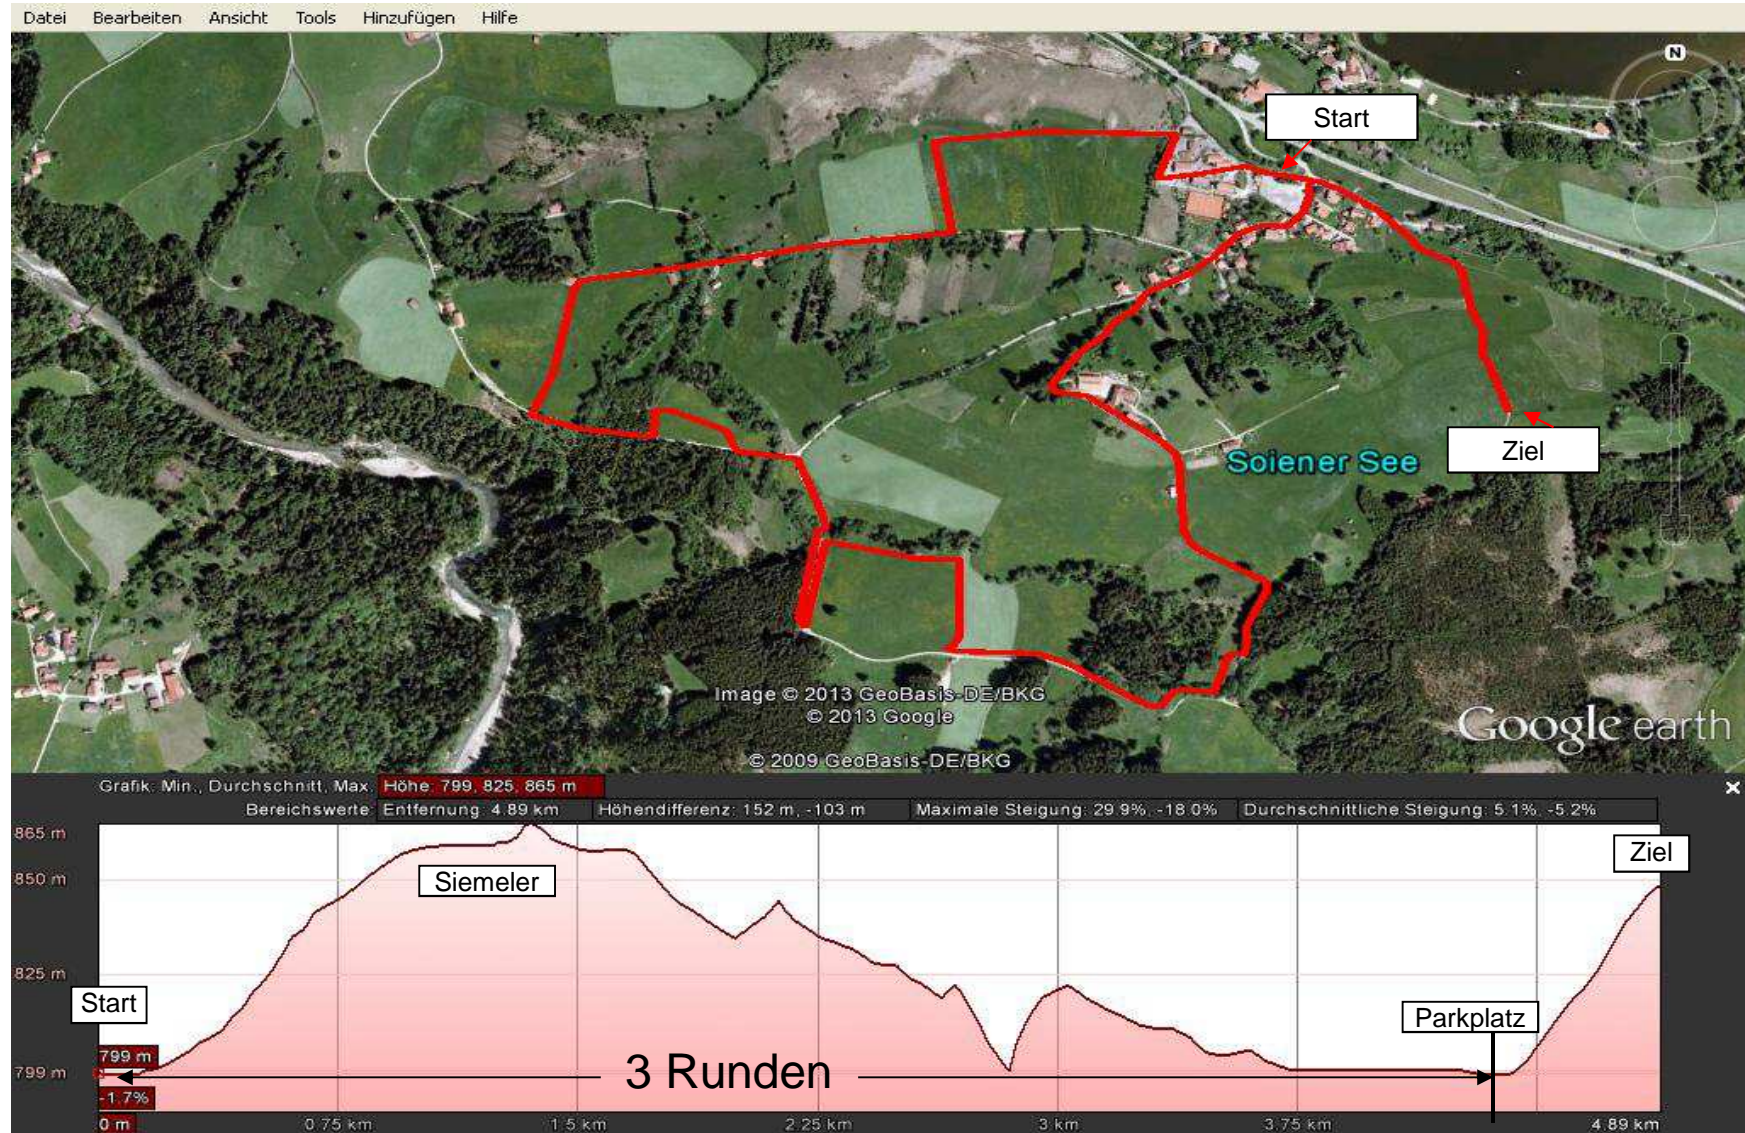 Datei Bearbeiten Ansicht Tools Hinzufügen Hilfe
N
Start
Ziel
Soiener See
Image © 2013 GeoBasis-DE/BKG
© 2013 Google
© 2009 GeoBasis-DE/BKG
Google earth
Grafik: Min., Durchschnitt, Max. Höhe: 799, 825, 865 m
Bereichswerte: Entfernung: 4.89 km Höhendifferenz: 152 m, -103 m Maximale Steigung: 29.9%, -18.0% Durchschnittliche Steigung: 5.1%, -5.2%
865 m
Ziel
850 m
Siemeler
825 m
Start
Parkplatz
799 m
799 m
3 Runden
-1.7%
0 m 0.75 km 1.5 km 2.25 km 3 km 3.75 km 4.89 km